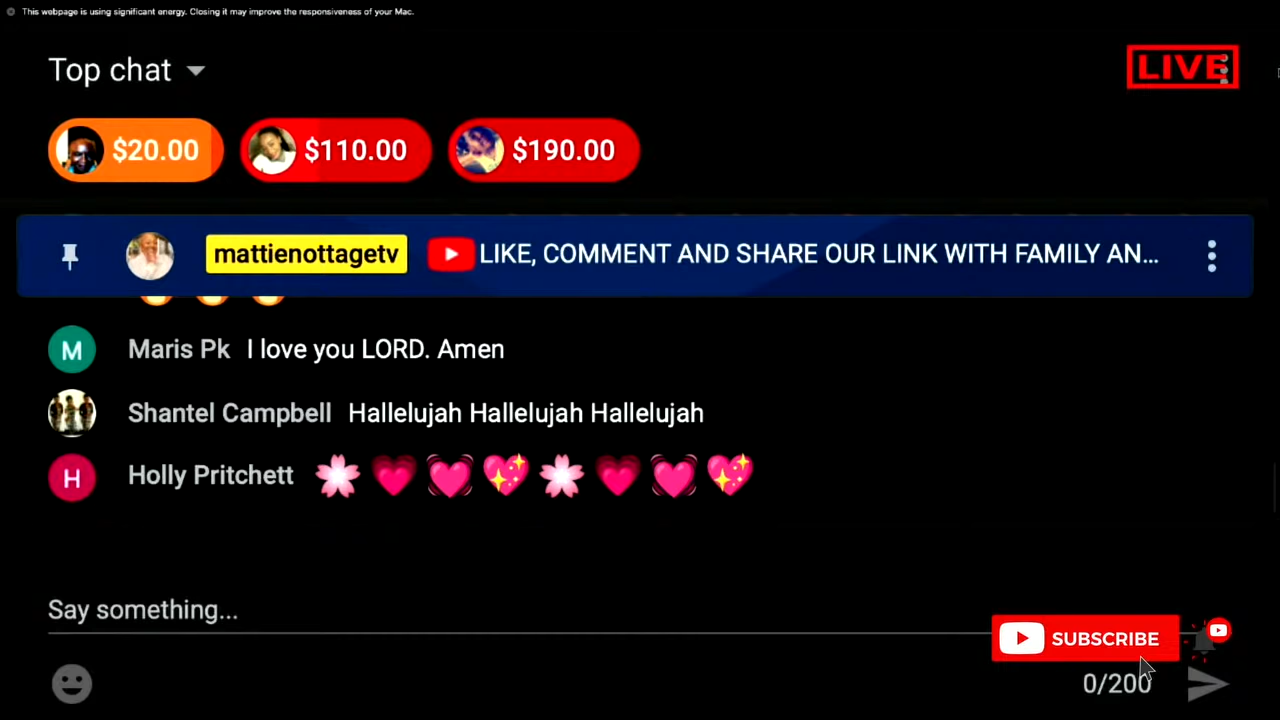 This webpage is using significant energy. Closing it may improve the responsiveness of your Mac.
Top chat
LIVE
$20.00 $110.00 $190.00
mattienottagetv LIKE, COMMENT AND SHARE OUR LINK WITH FAMILY AN...
Maris Pk I love you LORD. Amen
Shantel Campbell Hallelujah Hallelujah Hallelujah
Holly Pritchett 🌸💗💓💖🌸💗💓💖
Say something...
SUBSCRIBE
0/200